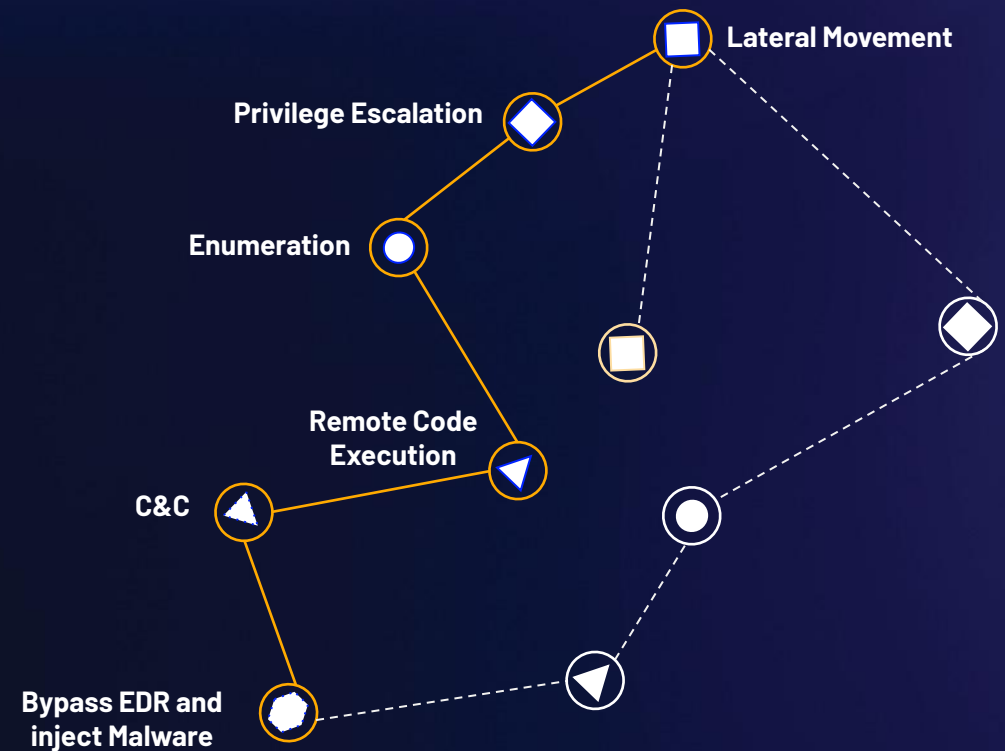 Lateral Movement
Privilege Escalation
Enumeration
Remote Code
Execution
C&C
Bypass EDR and
inject Malware